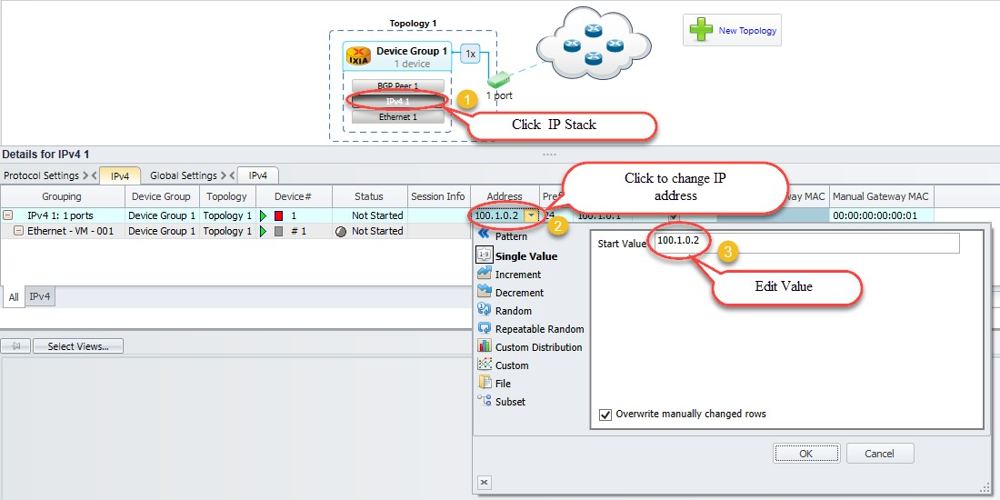 Topology 1
New Topology
IXIA
Device Group 1
1 device
1x
BGP Peer 1
IPv4 1
Ethernet 1
1
1 port
Click IP Stack
Details for IPv4 1
Protocol Settings
IPv4
Global Settings
IPv4
Click to change IP
address
Grouping Device Group Topology Device# Status Session Info Address Manual Gateway MAC
IPv4 1: 1 ports Device Group 1 Topology 1 1 Not Started 100.1.0.2 24 100.1.0.1 00:00:00:00:00:01
Ethernet - VM - 001 Device Group 1 Topology 1 # 1 Not Started
2
Pattern
Single Value
Increment
Decrement
Random
Repeatable Random
Custom Distribution
Custom
File
Subset
Start Value 100.1.0.2
3
Edit Value
Overwrite manually changed rows
OK Cancel
All IPv4
Select Views...